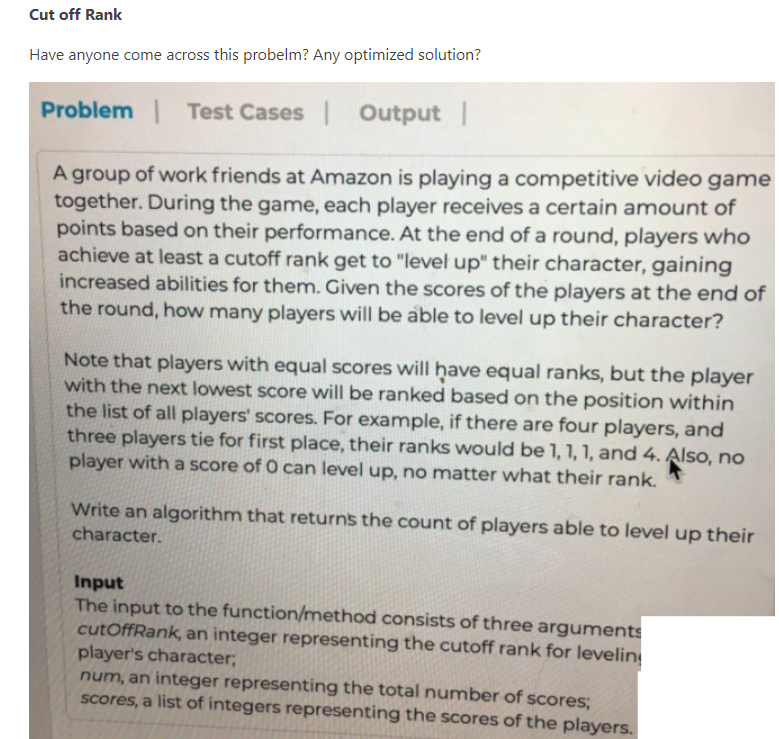 Cut off Rank
Have anyone come across this probelm? Any optimized solution?
Problem | Test Cases | Output |
A group of work friends at Amazon is playing a competitive video game
together. During the game, each player receives a certain amount of
points based on their performance. At the end of a round, players who
achieve at least a cutoff rank get to "level up" their character, gaining
increased abilities for them. Given the scores of the players at the end of
the round, how many players will be able to level up their character?
Note that players with equal scores will have equal ranks, but the player
with the next lowest score will be ranked based on the position within
the list of all players' scores. For example, if there are four players, and
three players tie for first place, their ranks would be 1, 1, 1, and 4. Also, no
player with a score of 0 can level up, no matter what their rank.
Write an algorithm that returns the count of players able to level up their
character.
Input
The input to the function/method consists of three arguments
cutOffRank, an integer representing the cutoff rank for leveling
player's character;
num, an integer representing the total number of scores;
scores, a list of integers representing the scores of the players.